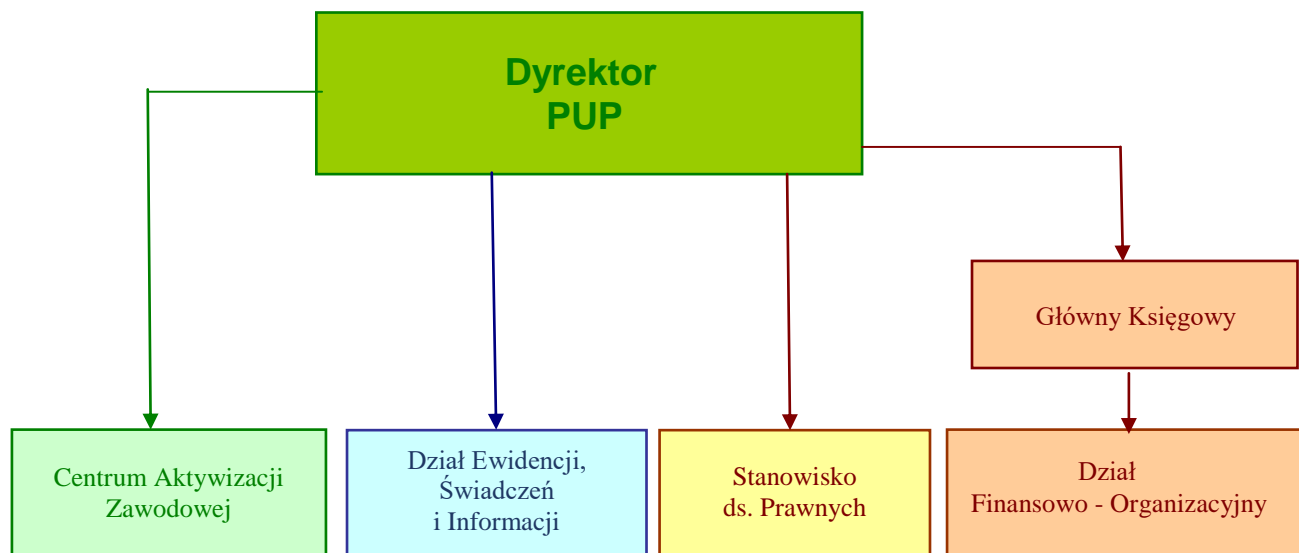 Dyrektor
PUP
Główny Księgowy
Centrum Aktywizacji
Zawodowej
Dział Ewidencji,
Świadczeń
i Informacji
Stanowisko
ds. Prawnych
Dział
Finansowo - Organizacyjny